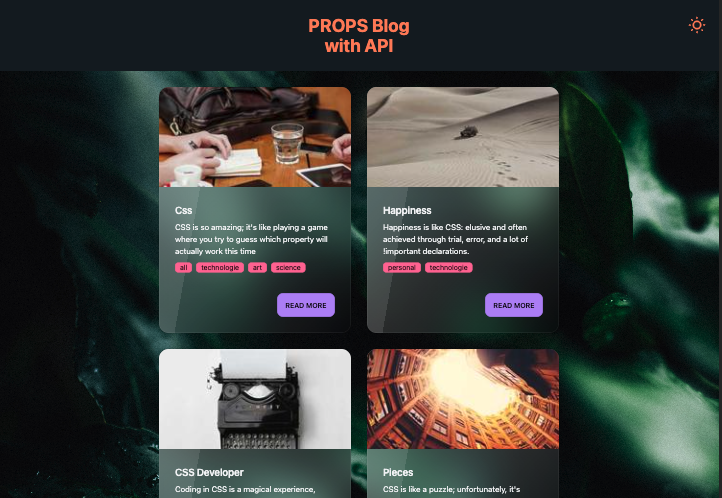 PROPS Blog
with API
Css
CSS is so amazing; it's like playing a game
where you try to guess which property will
actually work this time
all technologie art science
READ MORE
Happiness
Happiness is like CSS: elusive and often
achieved through trial, error, and a lot of
!important declarations.
personal technologie
READ MORE
CSS Developer
Coding in CSS is a magical experience,
Pieces
CSS is like a puzzle; unfortunately, it's